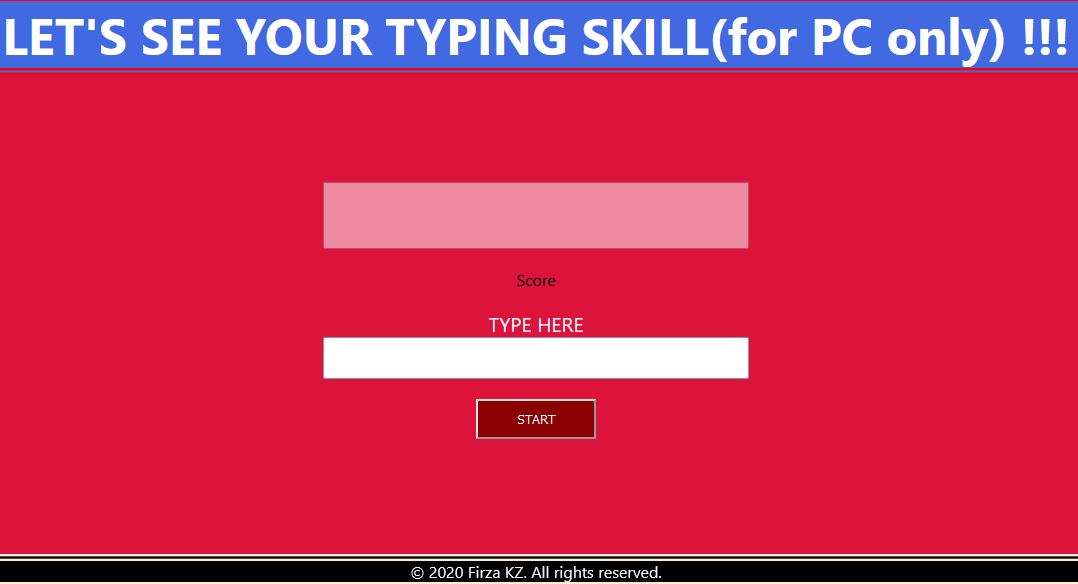 LET'S SEE YOUR TYPING SKILL(for PC only) !!!
Score
TYPE HERE
START
© 2020 Firza KZ. All rights reserved.